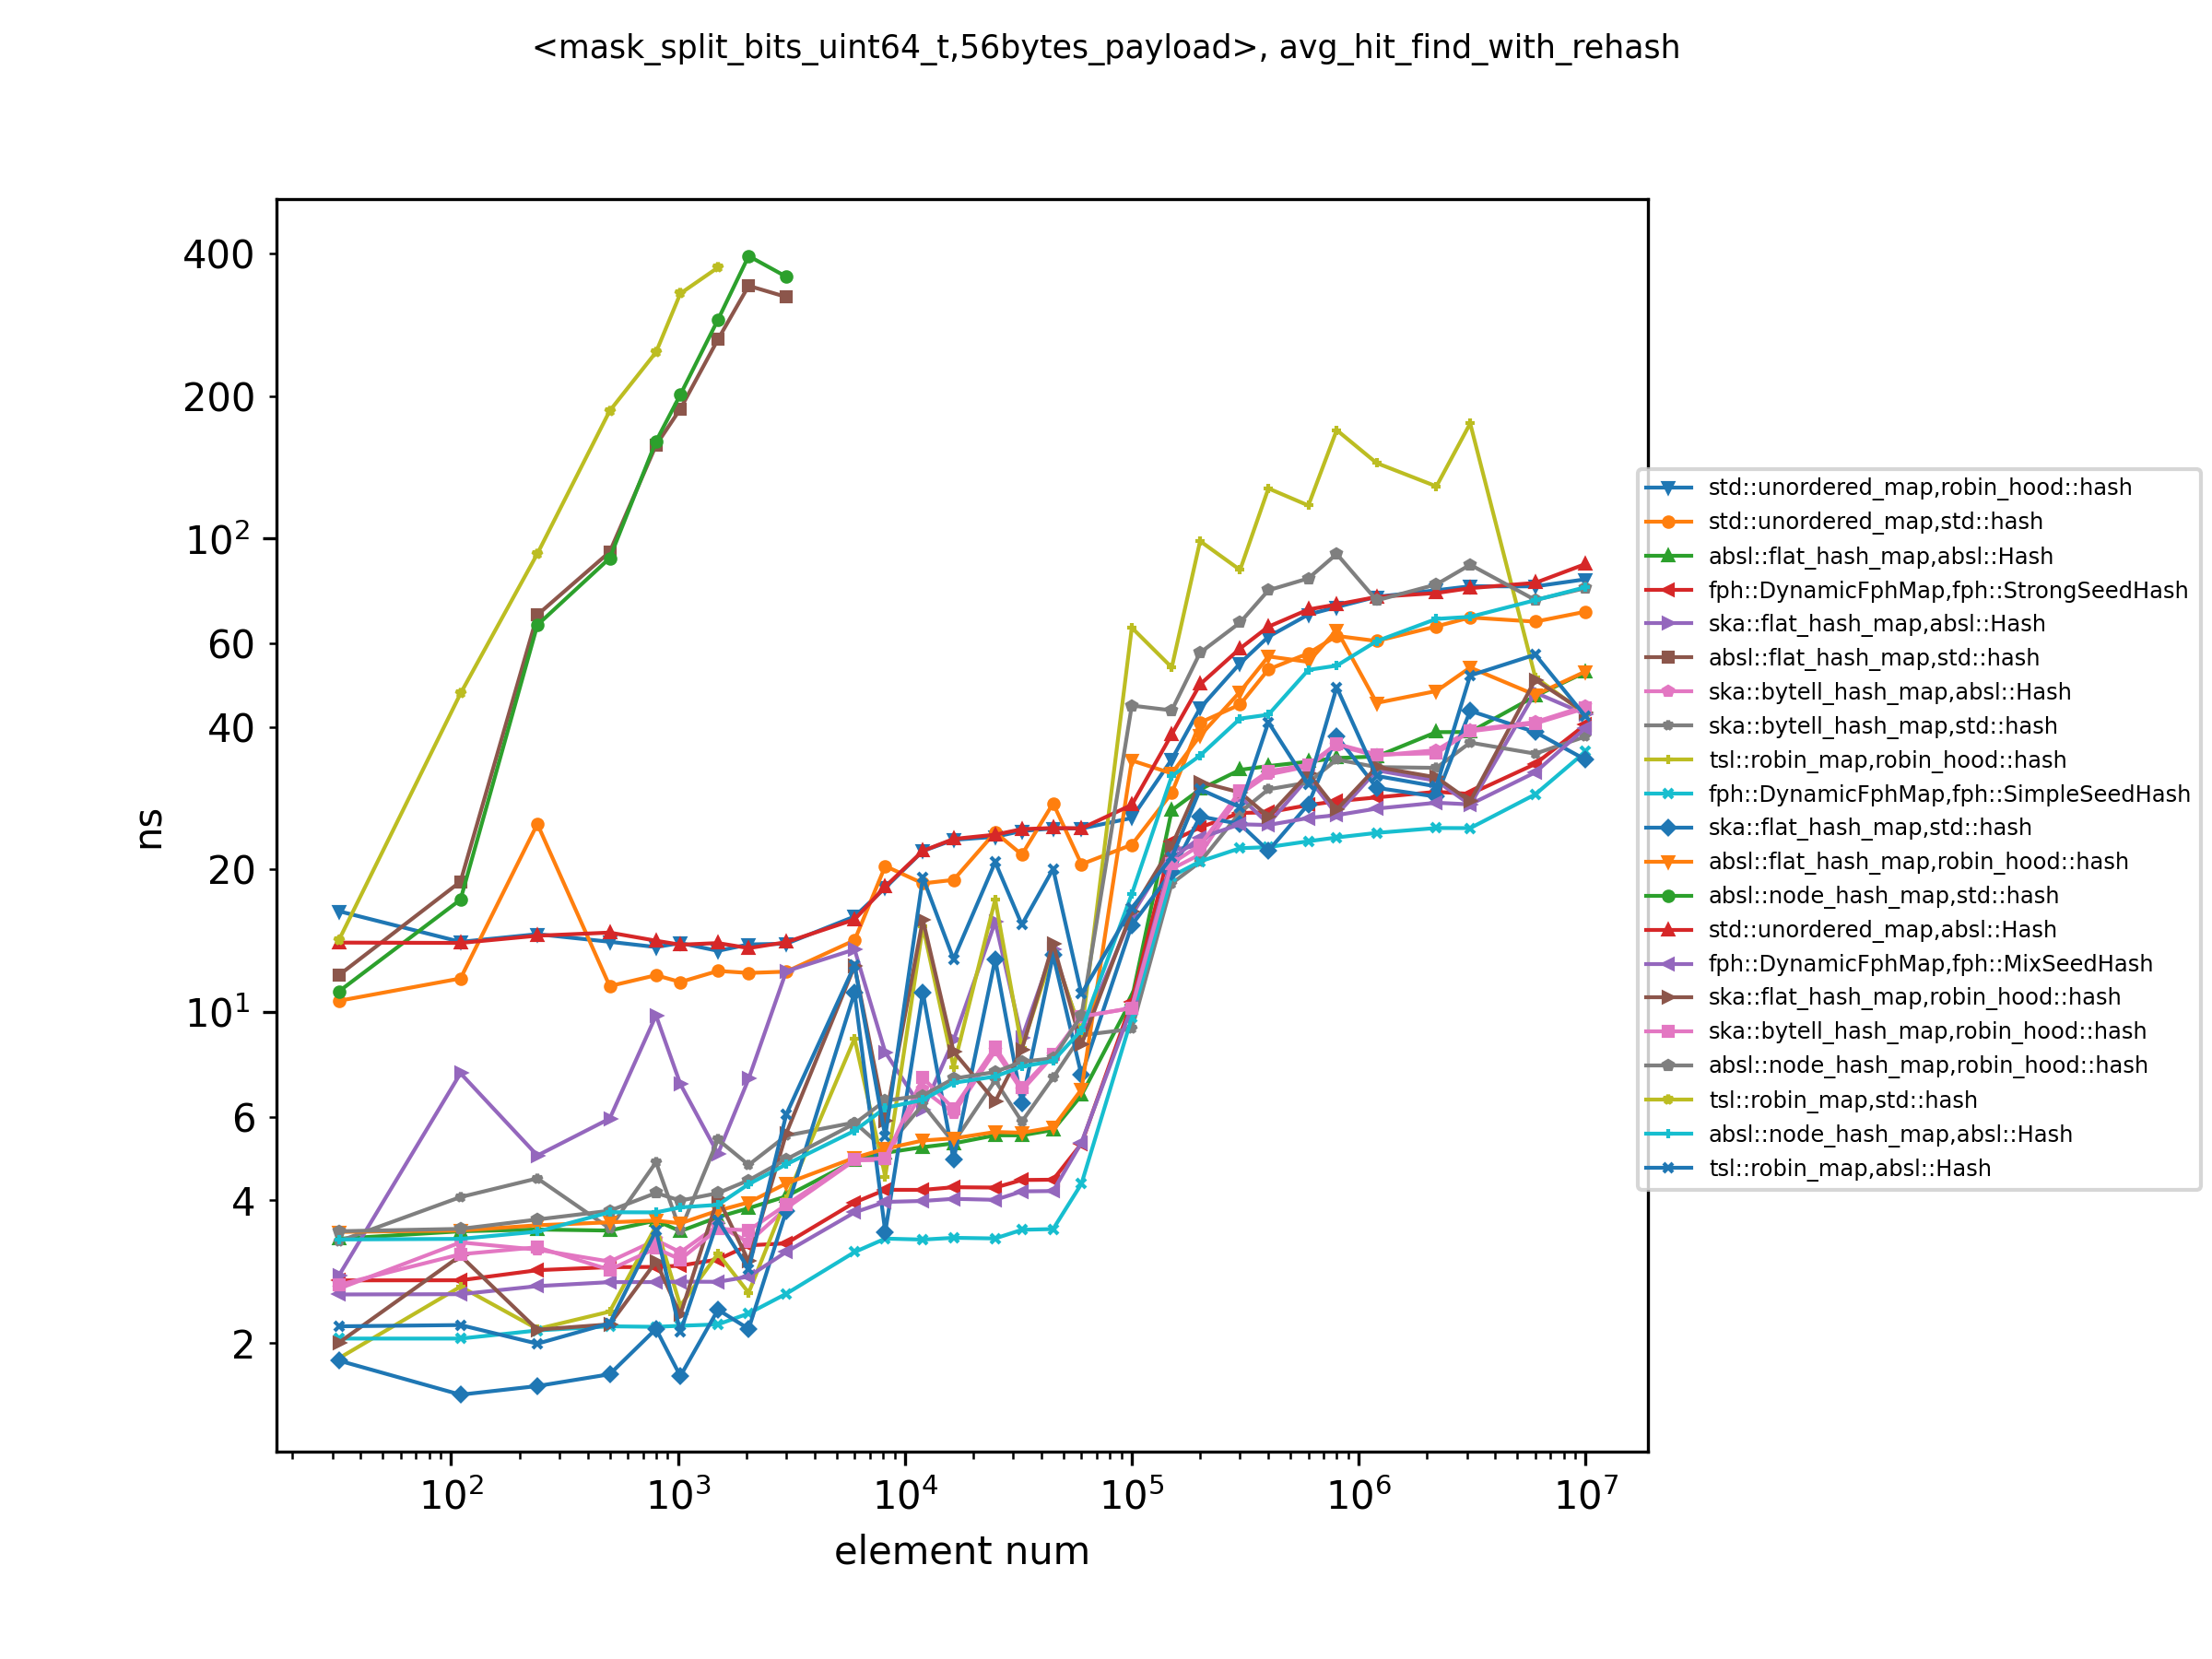 <mask_split_bits_uint64_t,56bytes_payload>, avg_hit_find_with_rehash
400
200
10²
60
40
20
10¹
6
4
2
ns
10² 10³ 10⁴ 10⁵ 10⁶ 10⁷
element num
std::unordered_map,robin_hood::hash
std::unordered_map,std::hash
absl::flat_hash_map,absl::Hash
fph::DynamicFphMap,fph::StrongSeedHash
ska::flat_hash_map,absl::Hash
absl::flat_hash_map,std::hash
ska::bytell_hash_map,absl::Hash
ska::bytell_hash_map,std::hash
tsl::robin_map,robin_hood::hash
fph::DynamicFphMap,fph::SimpleSeedHash
ska::flat_hash_map,std::hash
absl::flat_hash_map,robin_hood::hash
absl::node_hash_map,std::hash
std::unordered_map,absl::Hash
fph::DynamicFphMap,fph::MixSeedHash
ska::flat_hash_map,robin_hood::hash
ska::bytell_hash_map,robin_hood::hash
absl::node_hash_map,robin_hood::hash
tsl::robin_map,std::hash
absl::node_hash_map,absl::Hash
tsl::robin_map,absl::Hash